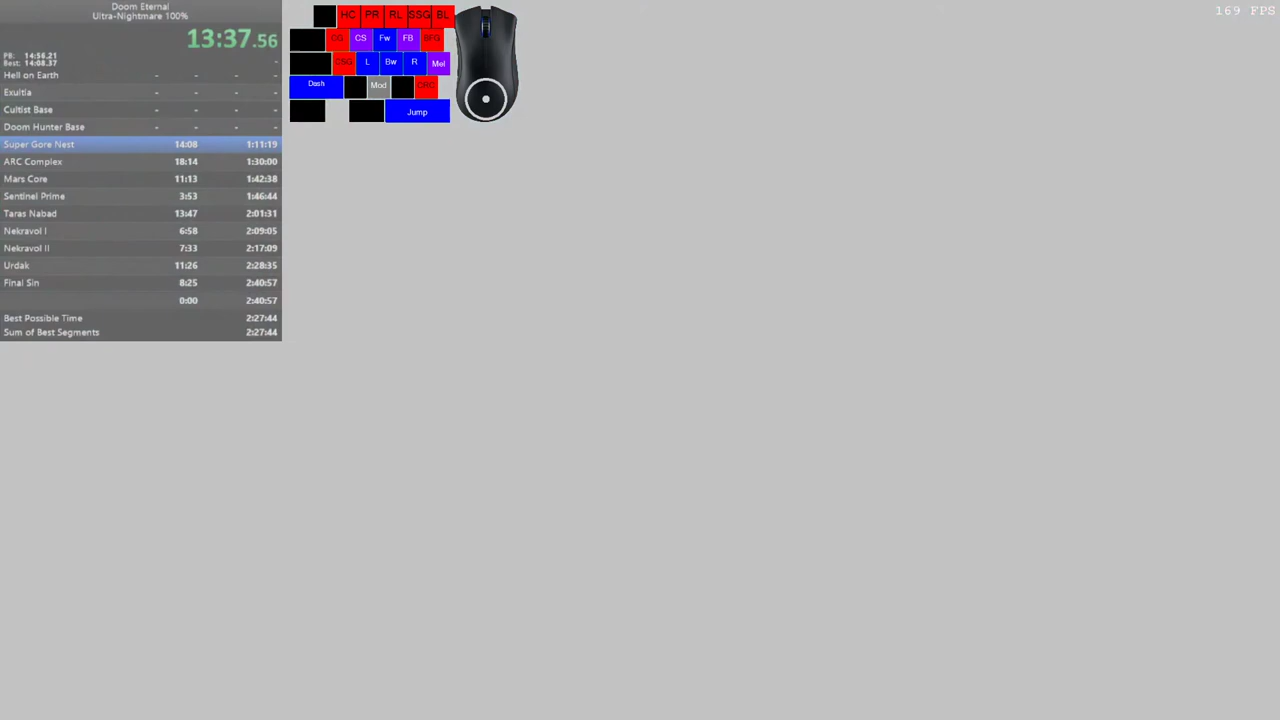 Doom Eternal
Ultra-Nightmare 100%
13:37.56
PB: 14:56.21
Best: 14:08.37
-
Hell on Earth - - - -
Exultia - - - -
Cultist Base - - - -
Doom Hunter Base - - - -
Super Gore Nest 14:08 1:11:19
ARC Complex 18:14 1:30:00
Mars Core 11:13 1:42:38
Sentinel Prime 3:53 1:46:44
Taras Nabad 13:47 2:01:31
Nekravol I 6:58 2:09:05
Nekravol II 7:33 2:17:09
Urdak 11:26 2:28:35
Final Sin 8:25 2:40:57
0:00 2:40:57
Best Possible Time 2:27:44
Sum of Best Segments 2:27:44
HC PR RL SSG BL
CS Fw FB BFG
CSG L Bw R Mel
Dash Mod CRC
Jump
169 FPS